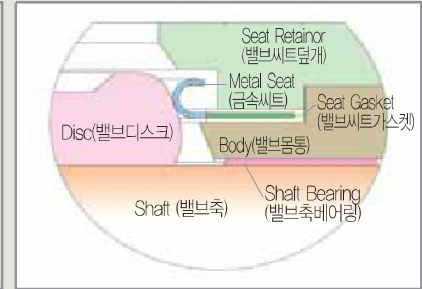 Seat Retainor
(밸브씨트덮개)
Metal Seat
(금속씨트)
Seat Gasket
(밸브씨트가스켓)
Disc(밸브디스크)
Body(밸브몸통)
Shaft (밸브축)
Shaft Bearing
(밸브축베어링)